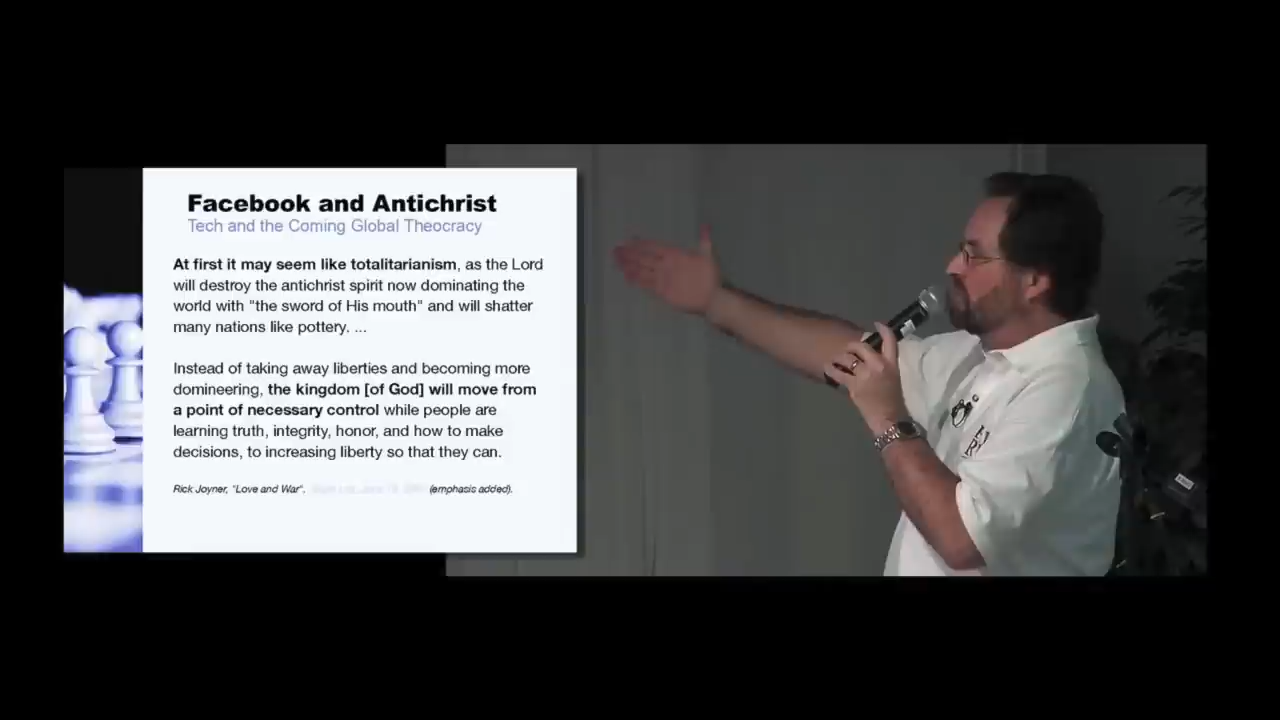 Facebook and Antichrist
Tech and the Coming Global Theocracy
At first it may seem like totalitarianism, as the Lord
will destroy the antichrist spirit now dominating the
world with "the sword of His mouth" and will shatter
many nations like pottery. ...
Instead of taking away liberties and becoming more
domineering, the kingdom [of God] will move from
a point of necessary control while people are
learning truth, integrity, honor, and how to make
decisions, to increasing liberty so that they can.
Rick Joyner, "Love and War". (emphasis added).